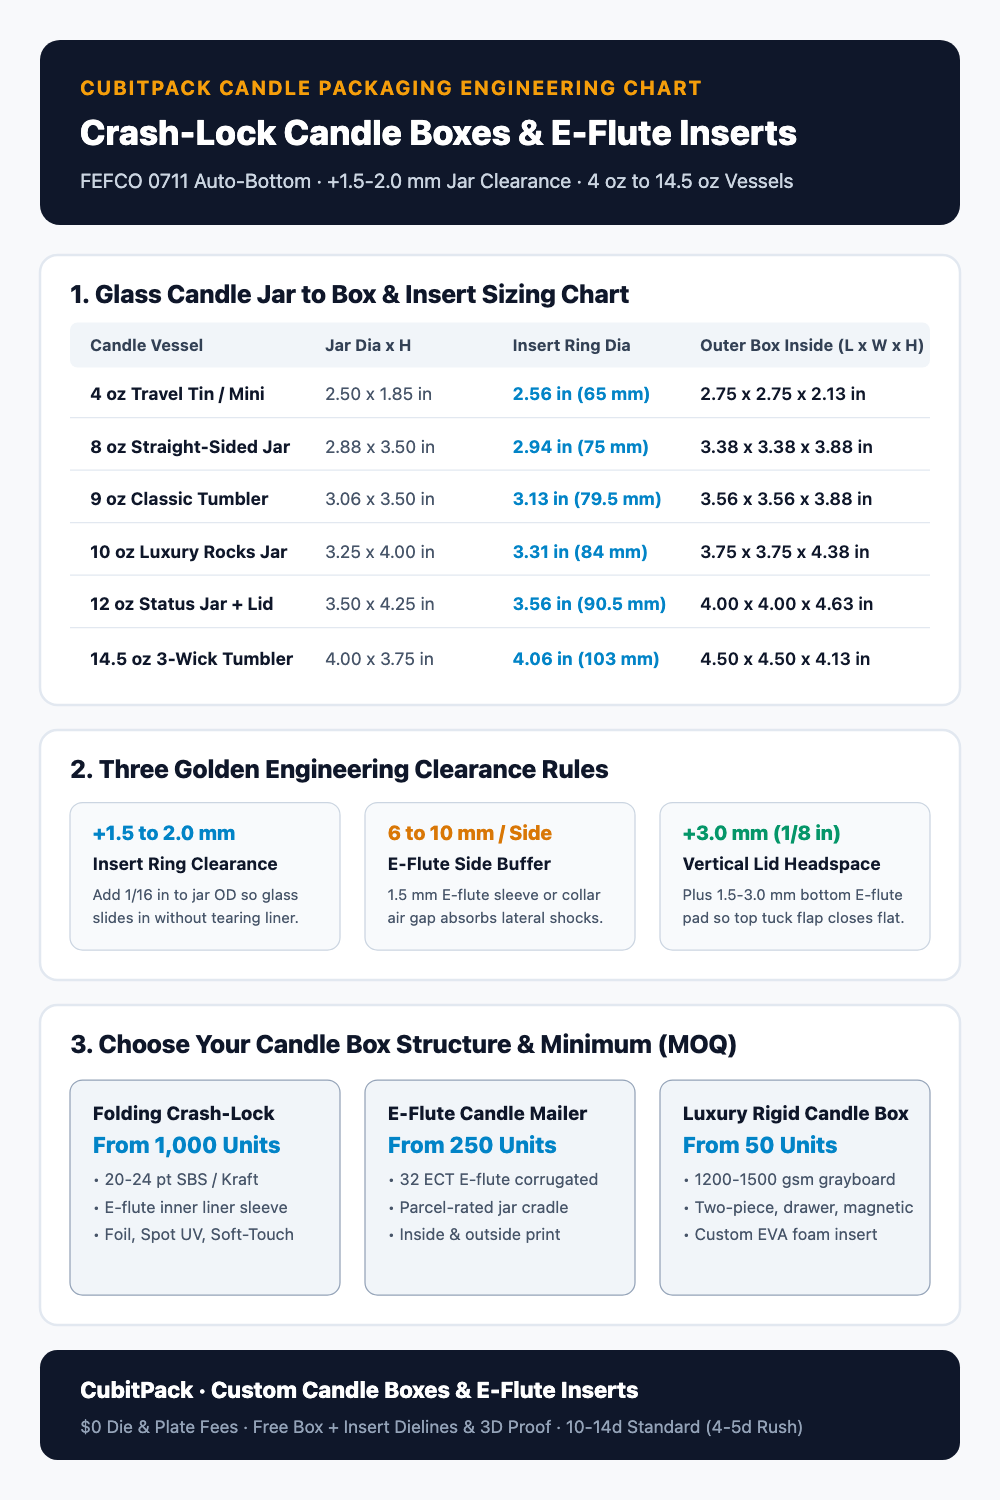 CUBITPACK CANDLE PACKAGING ENGINEERING CHART
Crash-Lock Candle Boxes & E-Flute Inserts
FEFCO 0711 Auto-Bottom · +1.5-2.0 mm Jar Clearance · 4 oz to 14.5 oz Vessels
1. Glass Candle Jar to Box & Insert Sizing Chart
Candle Vessel Jar Dia x H Insert Ring Dia Outer Box Inside (L x W x H)
4 oz Travel Tin / Mini 2.50 x 1.85 in 2.56 in (65 mm) 2.75 x 2.75 x 2.13 in
8 oz Straight-Sided Jar 2.88 x 3.50 in 2.94 in (75 mm) 3.38 x 3.38 x 3.88 in
9 oz Classic Tumbler 3.06 x 3.50 in 3.13 in (79.5 mm) 3.56 x 3.56 x 3.88 in
10 oz Luxury Rocks Jar 3.25 x 4.00 in 3.31 in (84 mm) 3.75 x 3.75 x 4.38 in
12 oz Status Jar + Lid 3.50 x 4.25 in 3.56 in (90.5 mm) 4.00 x 4.00 x 4.63 in
14.5 oz 3-Wick Tumbler 4.00 x 3.75 in 4.06 in (103 mm) 4.50 x 4.50 x 4.13 in
2. Three Golden Engineering Clearance Rules
+1.5 to 2.0 mm
Insert Ring Clearance
Add 1/16 in to jar OD so glass
slides in without tearing liner.
6 to 10 mm / Side
E-Flute Side Buffer
1.5 mm E-flute sleeve or collar
air gap absorbs lateral shocks.
+3.0 mm (1/8 in)
Vertical Lid Headspace
Plus 1.5-3.0 mm bottom E-flute
pad so top tuck flap closes flat.
3. Choose Your Candle Box Structure & Minimum (MOQ)
Folding Crash-Lock
From 1,000 Units
• 20-24 pt SBS / Kraft
• E-flute inner liner sleeve
• Foil, Spot UV, Soft-Touch
E-Flute Candle Mailer
From 250 Units
• 32 ECT E-flute corrugated
• Parcel-rated jar cradle
• Inside & outside print
Luxury Rigid Candle Box
From 50 Units
• 1200-1500 gsm grayboard
• Two-piece, drawer, magnetic
• Custom EVA foam insert
CubitPack · Custom Candle Boxes & E-Flute Inserts
$0 Die & Plate Fees · Free Box + Insert Dielines & 3D Proof · 10-14d Standard (4-5d Rush)